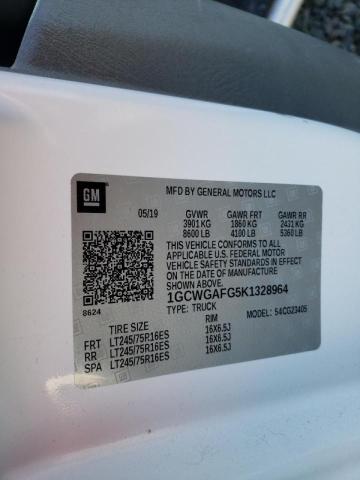 GM
MFD BY GENERAL MOTORS LLC
05/19 GVWR GAWR FRT GAWR RR
3901 KG 1860 KG 2431 KG
8600 LB 4100 LB 5360 LB
THIS VEHICLE CONFORMS TO ALL
APPLICABLE U.S. FEDERAL MOTOR
VEHICLE SAFETY STANDARDS IN EFFECT ON
THE DATE OF MANUFACTURE SHOWN ABOVE.
8624 1GCWGAFG5K1328964
TYPE: TRUCK MODEL: 54CG23405
TIRE SIZE RIM
FRT LT245/75R16ES 16X6.5J
RR LT245/75R16ES 16X6.5J
SPA LT245/75R16ES 16X6.5J